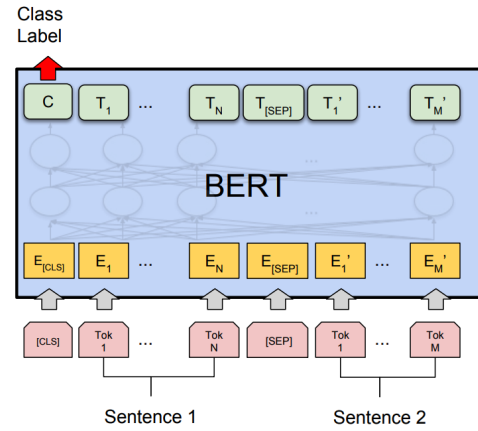 Class
Label
C T1 ... TN T[SEP] T1' ... TM'
...
BERT
...
E[CLS] E1 ... EN E[SEP] E1' ... EM'
[CLS] Tok 1 ... Tok N [SEP] Tok 1 ... Tok M
Sentence 1 Sentence 2